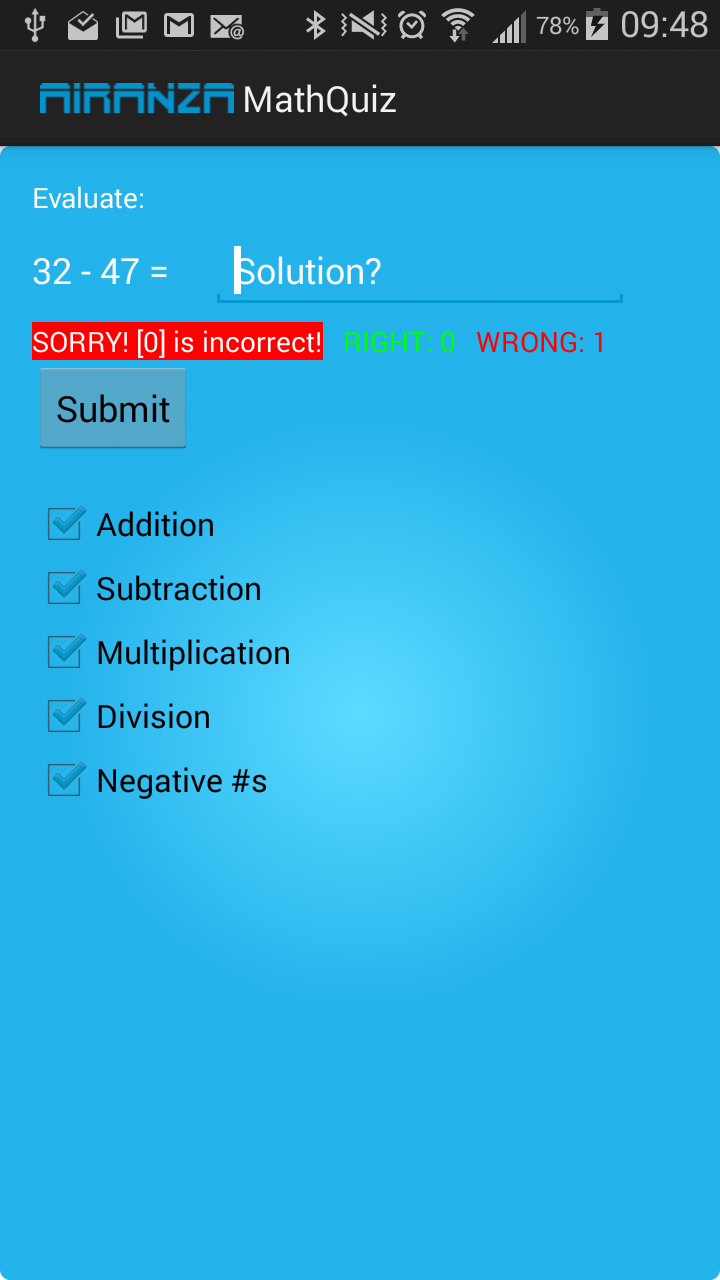 78% 09:48
AIRANZA MathQuiz
Evaluate:
32 - 47 = Solution?
SORRY! [0] is incorrect! RIGHT: 0 WRONG: 1
Submit
Addition
Subtraction
Multiplication
Division
Negative #s